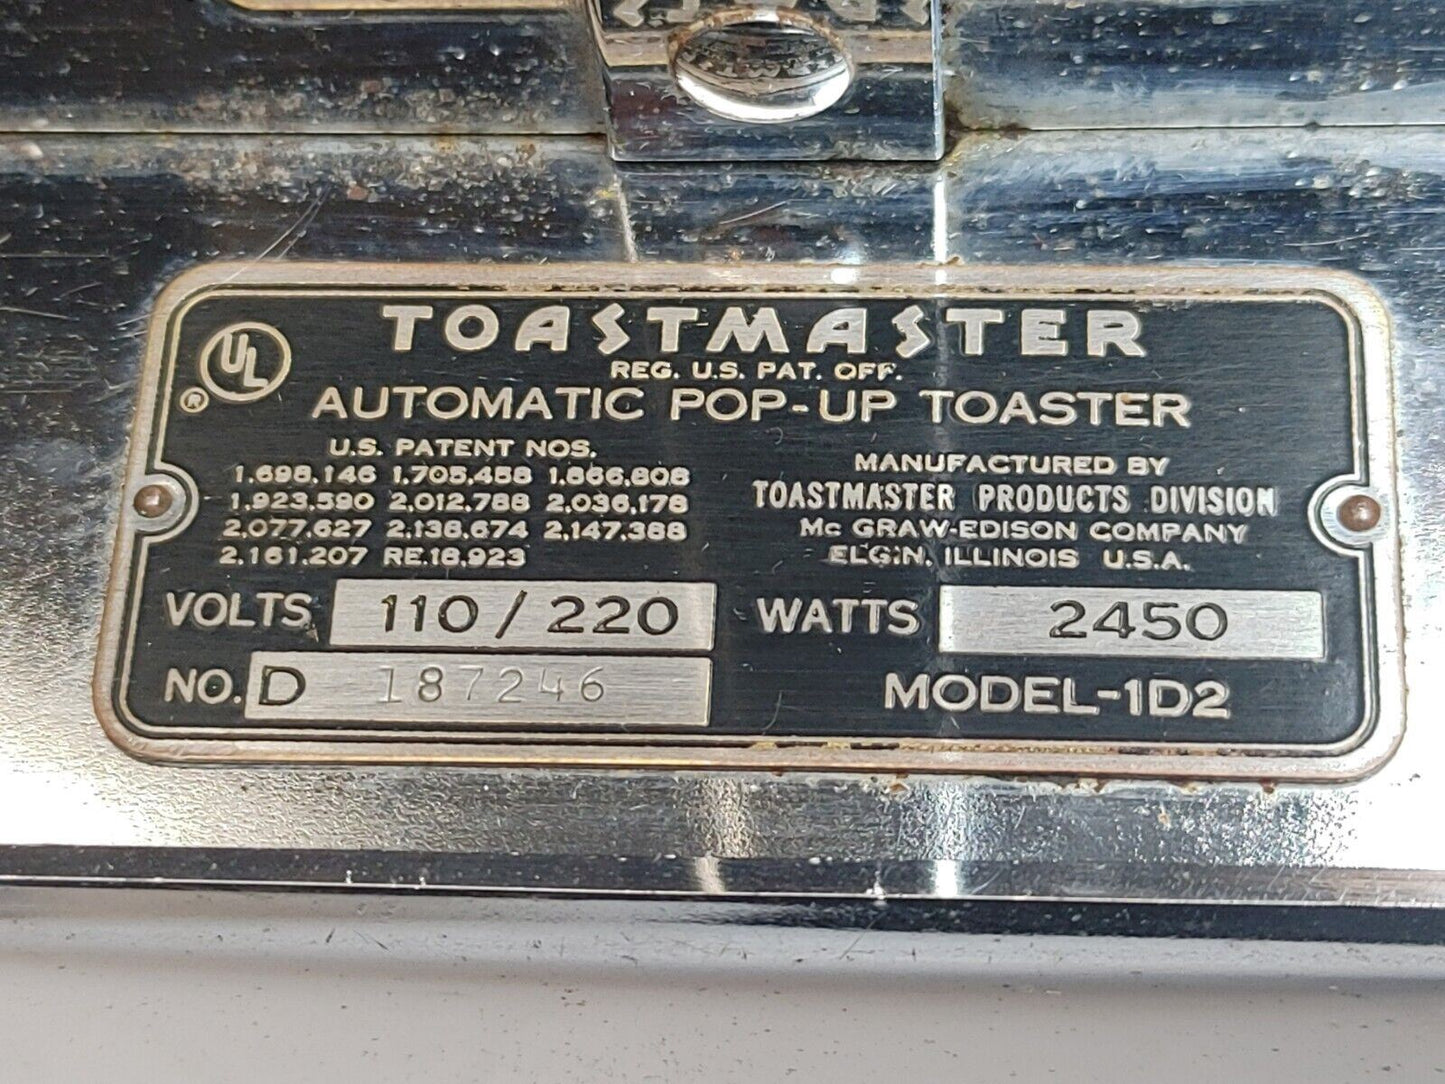 TOASTMASTER
REG. U.S. PAT. OFF.
UL
®
AUTOMATIC POP-UP TOASTER
U.S. PATENT NOS.
1,698,146 1,705,458 1,866,808
1,923,590 2,012,788 2,036,178
2,077,627 2,138,674 2,147,388
2,161,207 RE.18,923
MANUFACTURED BY
TOASTMASTER PRODUCTS DIVISION
Mc GRAW-EDISON COMPANY
ELGIN, ILLINOIS U.S.A.
VOLTS 110 / 220
WATTS 2450
NO. D 187246
MODEL-1D2